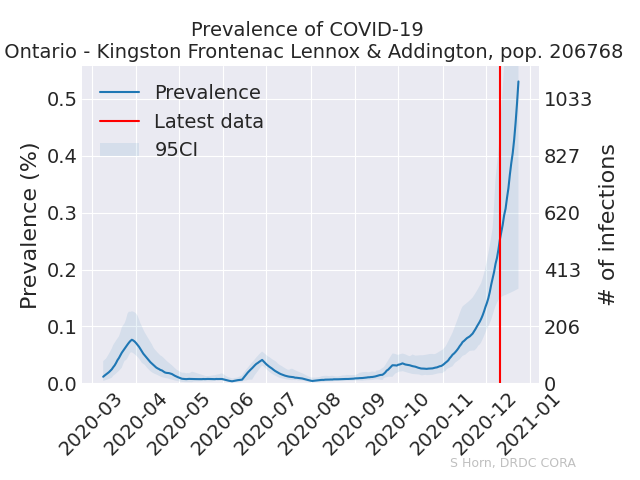 Prevalence of COVID-19
Ontario - Kingston Frontenac Lennox & Addington, pop. 206768
Prevalence
Latest data
95CI
Prevalence (%)
0.5
0.4
0.3
0.2
0.1
0.0
1033
827
620
413
206
0
# of infections
2020-03
2020-04
2020-05
2020-06
2020-07
2020-08
2020-09
2020-10
2020-11
2020-12
2021-01
S Horn, DRDC CORA